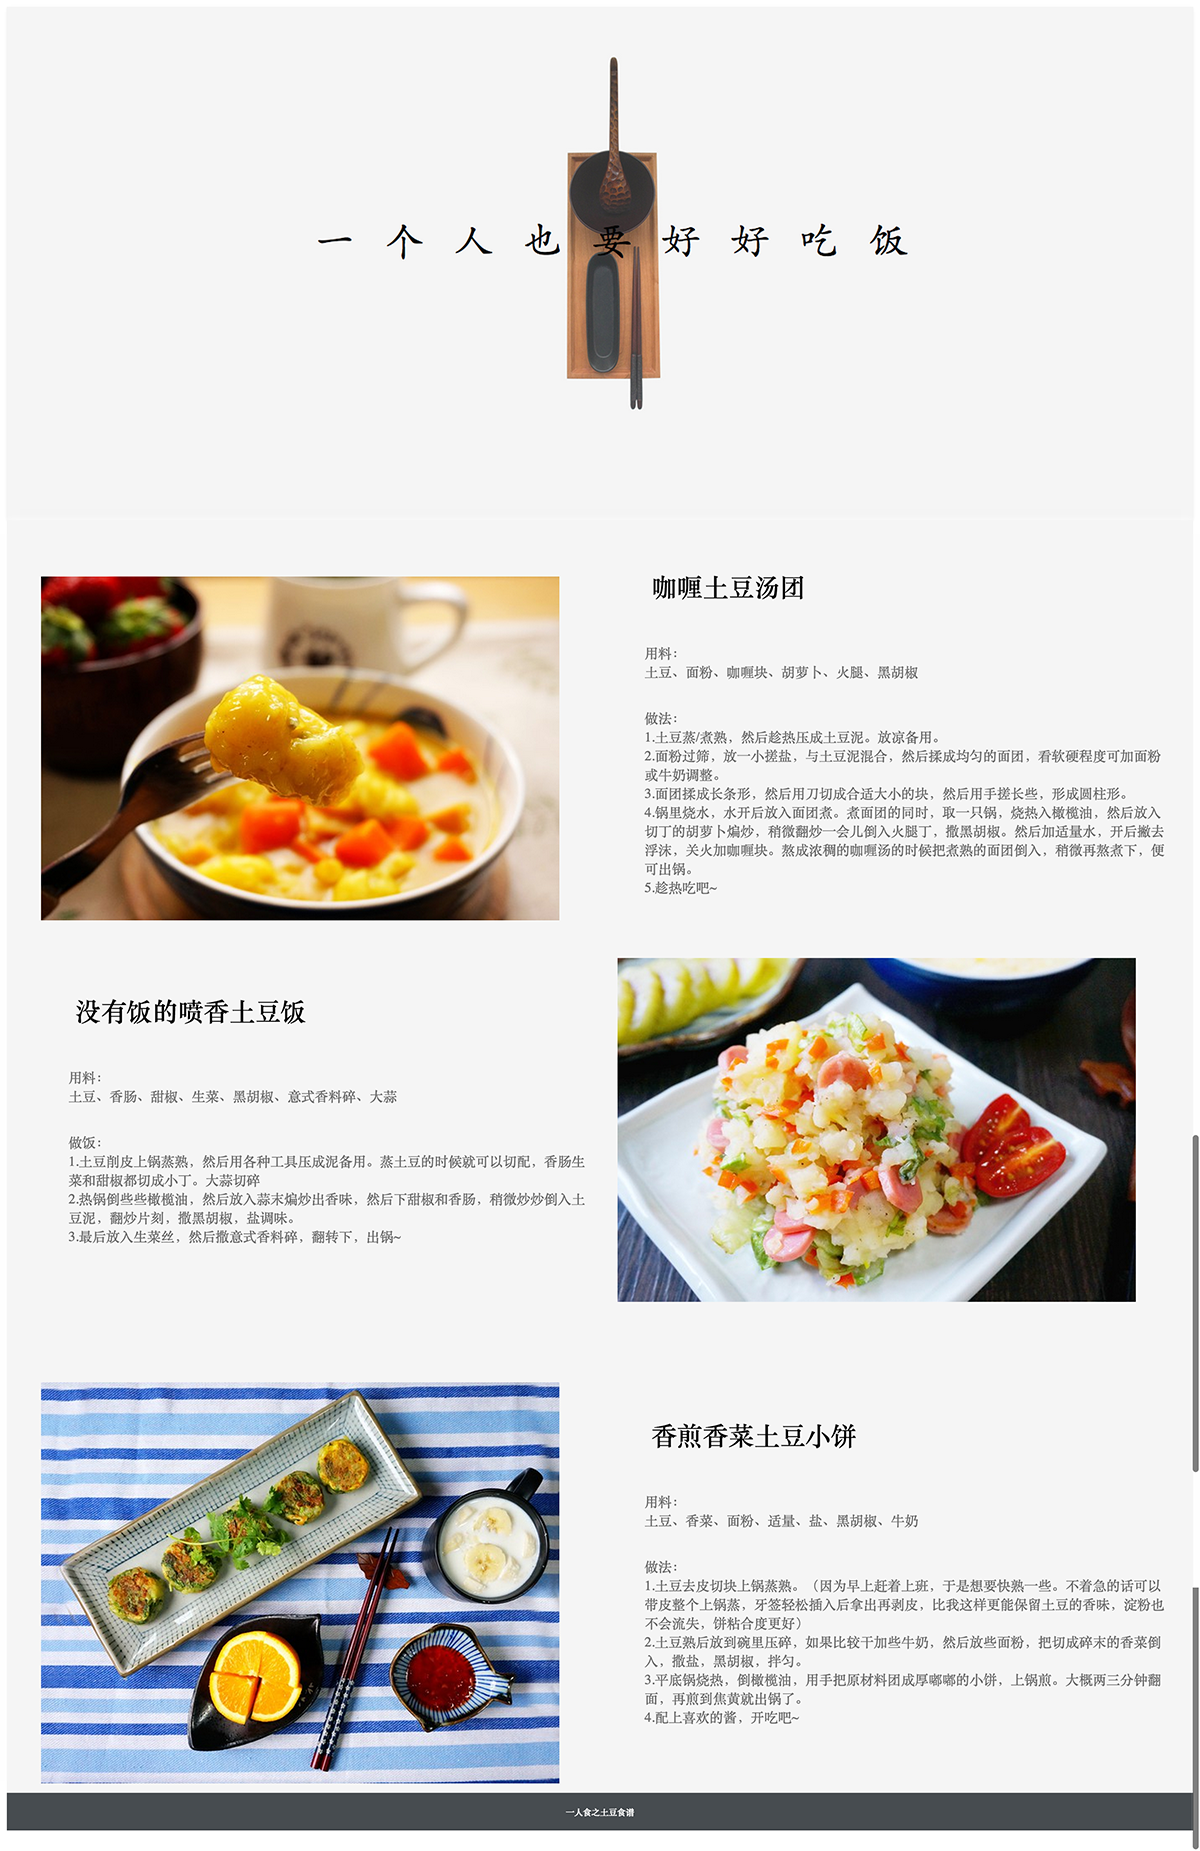 一个人也要好好吃饭
咖喱土豆汤团
用料：
土豆、面粉、咖喱块、胡萝卜、火腿、黑胡椒
做法：
1.土豆蒸/煮熟，然后趁热压成土豆泥。放凉备用。
2.面粉过筛，放一小搓盐，与土豆泥混合，然后揉成均匀的面团，看软硬程度可加面粉
或牛奶调整。
3.面团揉成长条形，然后用刀切成合适大小的块，然后用手搓长些，形成圆柱形。
4.锅里烧水，水开后放入面团煮。煮面团的同时，取一只锅，烧热入橄榄油，然后放入
切丁的胡萝卜煸炒，稍微翻炒一会儿倒入火腿丁，撒黑胡椒。然后加适量水，开后撇去
浮沫，关火加咖喱块。熬成浓稠的咖喱汤的时候把煮熟的面团倒入，稍微再熬煮下，便
可出锅。
5.趁热吃吧~
没有饭的喷香土豆饭
用料：
土豆、香肠、甜椒、生菜、黑胡椒、意式香料碎、大蒜
做饭：
1.土豆削皮上锅蒸熟，然后用各种工具压成泥备用。蒸土豆的时候就可以切配，香肠生
菜和甜椒都切成小丁。大蒜切碎
2.热锅倒些些橄榄油，然后放入蒜末煸炒出香味，然后下甜椒和香肠，稍微炒炒倒入土
豆泥，翻炒片刻，撒黑胡椒，盐调味。
3.最后放入生菜丝，然后撒意式香料碎，翻转下，出锅~
香煎香菜土豆小饼
用料：
土豆、香菜、面粉、适量、盐、黑胡椒、牛奶
做法：
1.土豆去皮切块上锅蒸熟。（因为早上赶着上班，于是想要快熟一些。不着急的话可以
带皮整个上锅蒸，牙签轻松插入后拿出再剥皮，比我这样更能保留土豆的香味，淀粉也
不会流失，饼粘合度更好）
2.土豆熟后放到碗里压碎，如果比较干加些牛奶，然后放些面粉，把切成碎末的香菜倒
入，撒盐，黑胡椒，拌匀。
3.平底锅烧热，倒橄榄油，用手把原材料团成厚嘟嘟的小饼，上锅煎。大概两三分钟翻
面，再煎到焦黄就出锅了。
4.配上喜欢的酱，开吃吧~
一人食之土豆食谱